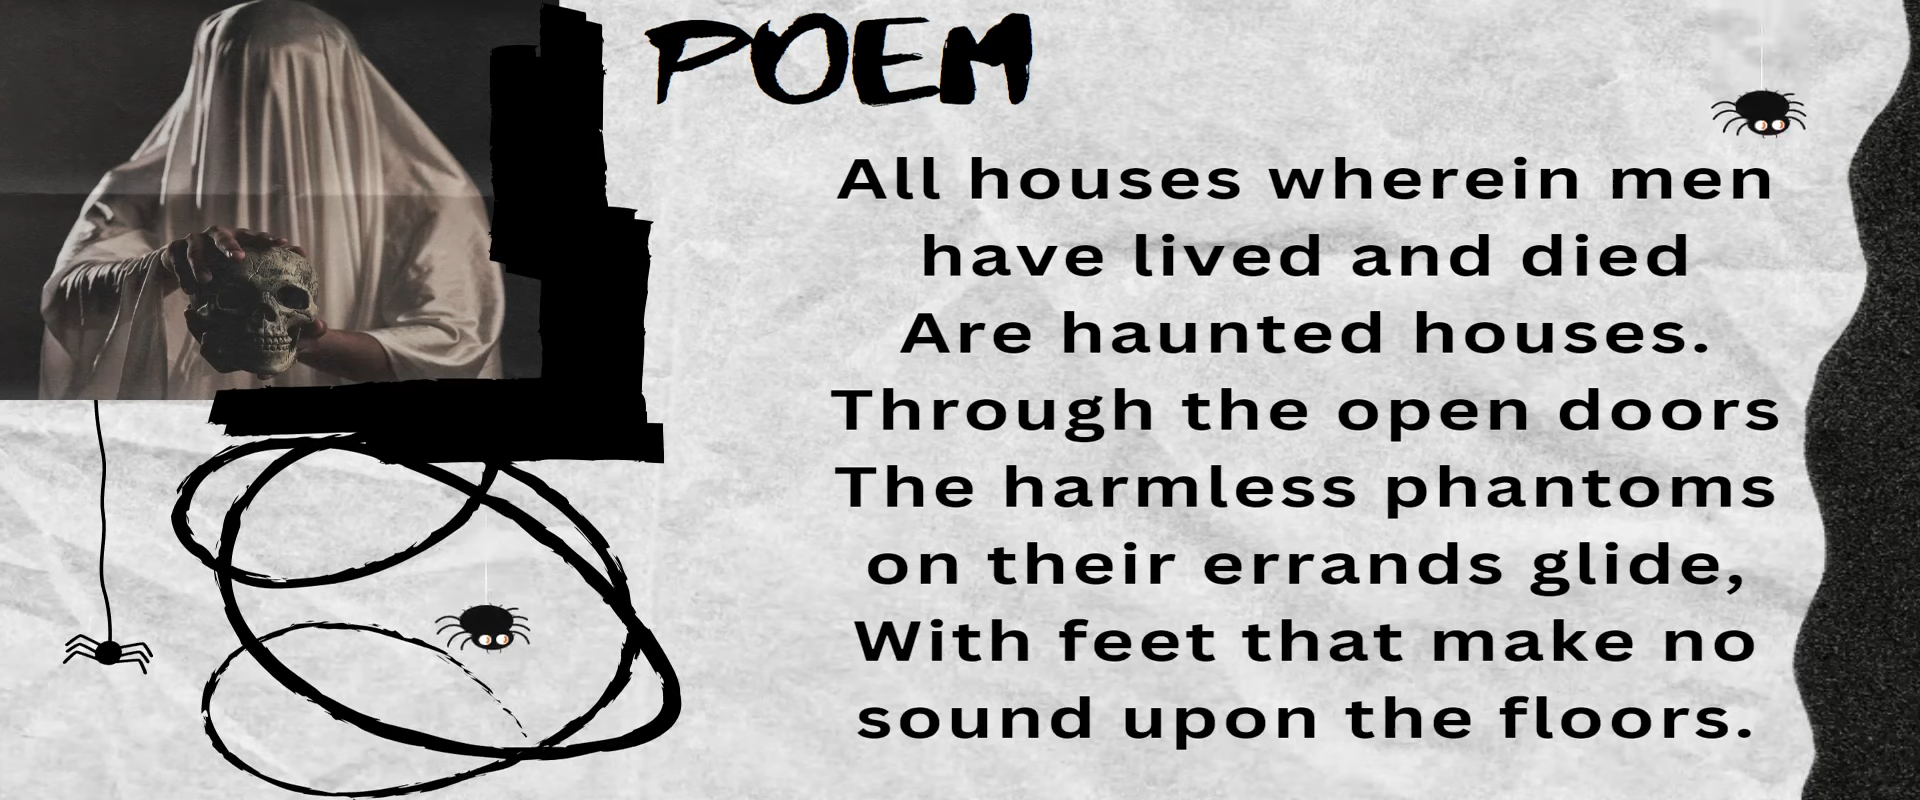 POEM
All houses wherein men
have lived and died
Are haunted houses.
Through the open doors
The harmless phantoms
on their errands glide,
With feet that make no
sound upon the floors.